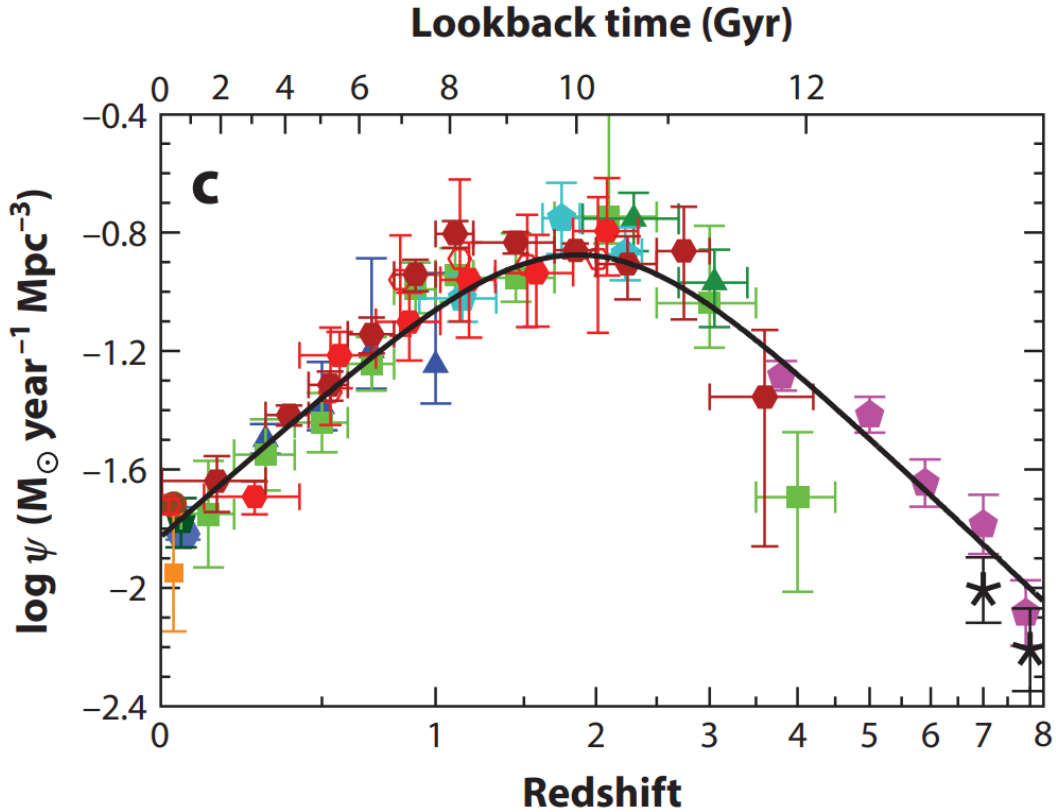 Lookback time (Gyr)
0 2 4 6 8 10 12
c
−0.4
−0.8
−1.2
−1.6
−2
−2.4
log ψ (M⊙ year−1 Mpc−3)
0 1 2 3 4 5 6 7 8
Redshift